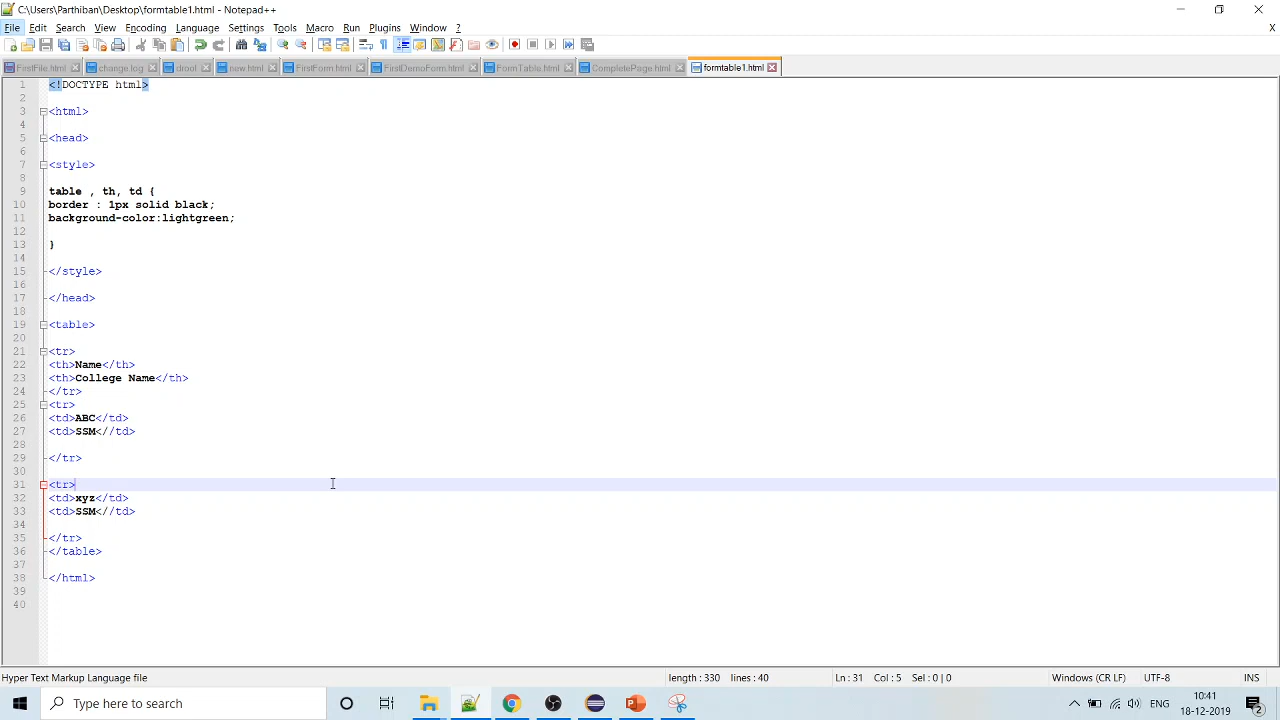 C:\Users\Parthiban\Desktop\formtable1.html - Notepad++
File Edit Search View Encoding Language Settings Tools Macro Run Plugins Window ?
X
FirstFile.html change.log drool new.html FirstForm.html FirstDemoForm.html FormTable.html CompletePage.html formtable1.html
1 <!DOCTYPE html>
2
3 <html>
4
5 <head>
6
7 <style>
8
9 table , th, td {
10 border : 1px solid black;
11 background-color:lightgreen;
12
13 }
14
15 </style>
16
17 </head>
18
19 <table>
20
21 <tr>
22 <th>Name</th>
23 <th>College Name</th>
24 </tr>
25 <tr>
26 <td>ABC</td>
27 <td>SSM<//td>
28
29 </tr>
30
31 <tr>
32 <td>xyz</td>
33 <td>SSM<//td>
34
35 </tr>
36 </table>
37
38 </html>
39
40
Hyper Text Markup Language file length : 330 lines : 40 Ln : 31 Col : 5 Sel : 0 | 0 Windows (CR LF) UTF-8 INS
Type here to search ENG 10:41
18-12-2019 2